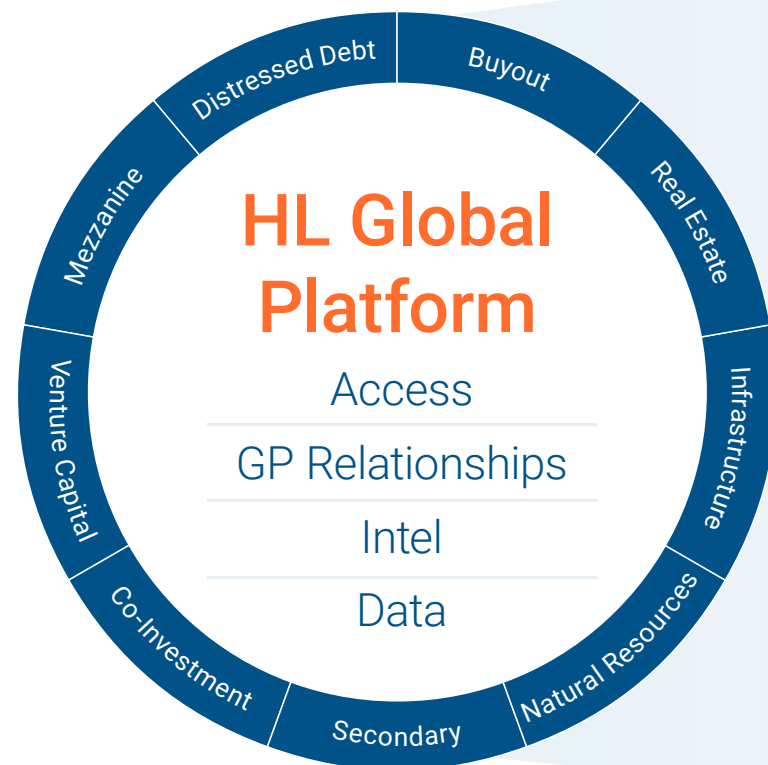 HL Global
Platform
Access
GP Relationships
Intel
Data
Buyout
Real Estate
Infrastructure
Natural Resources
Secondary
Co-Investment
Venture Capital
Mezzanine
Distressed Debt